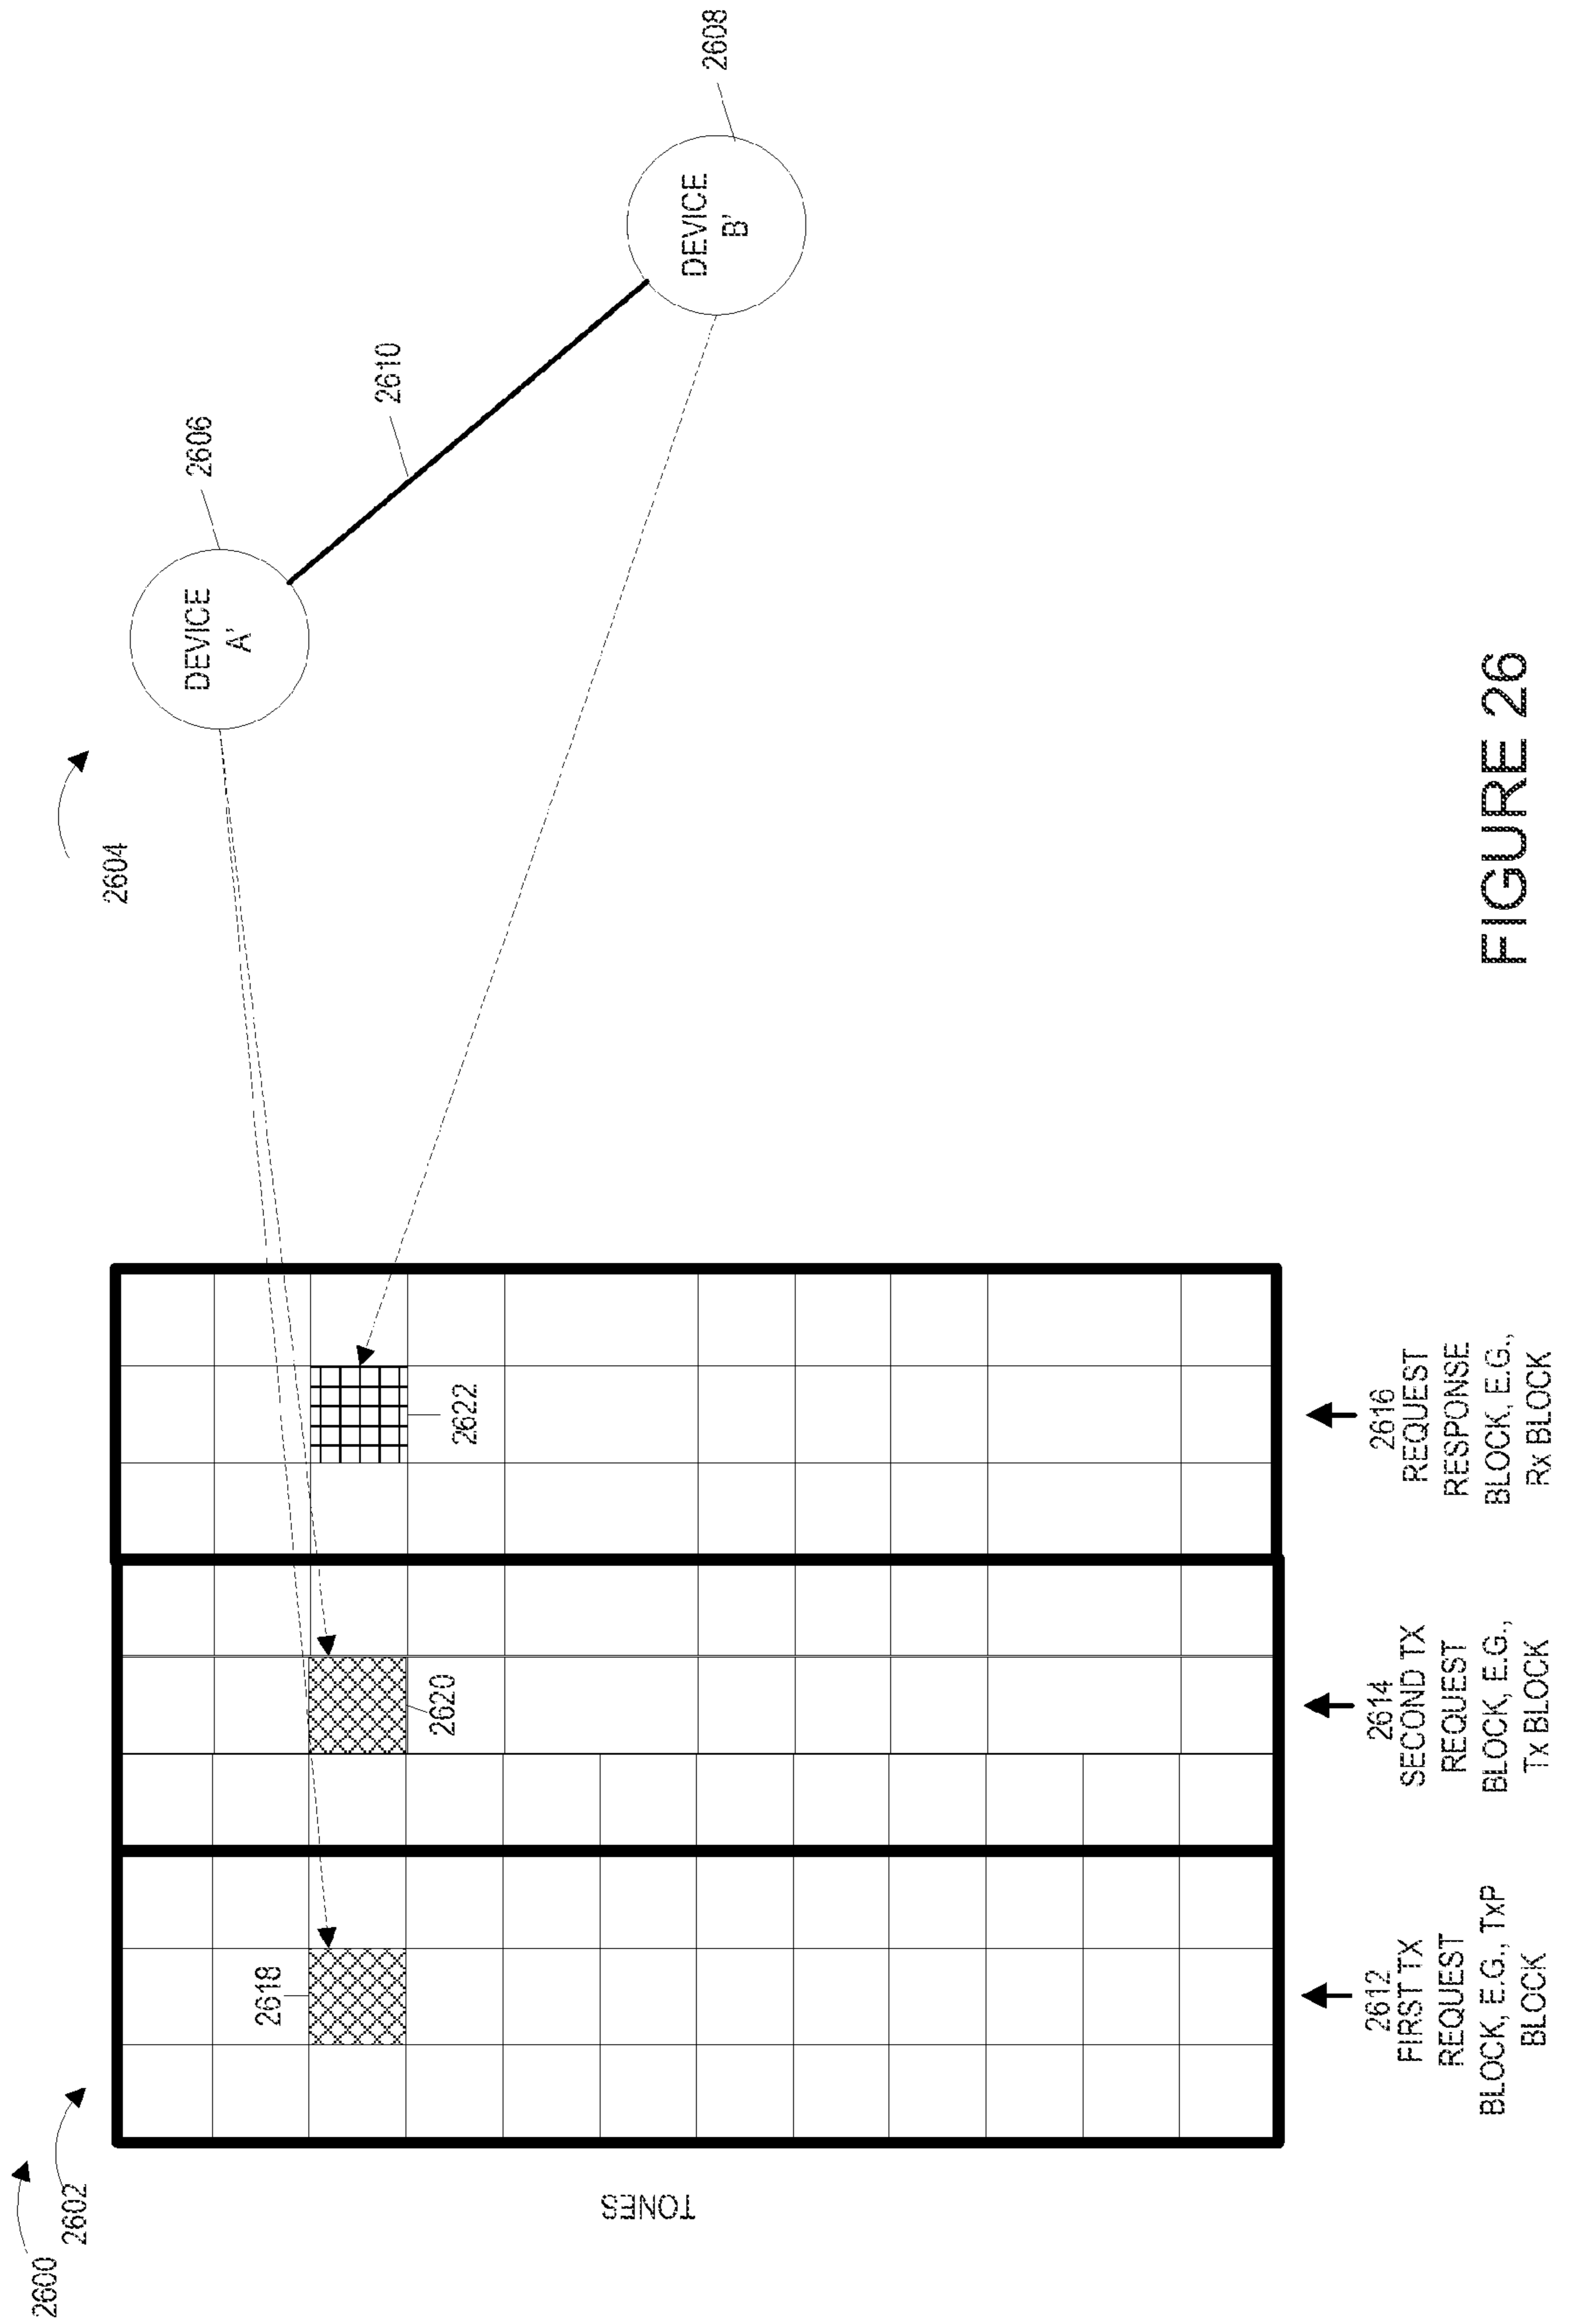 2600
2602
2604
2606
DEVICE
A'
2610
2608
DEVICE
B'
TONES
2618
2620
2622
2612
FIRST TX
REQUEST
BLOCK, E.G., TxP
BLOCK
2614
SECOND TX
REQUEST
BLOCK, E.G.,
Tx BLOCK
2616
REQUEST
RESPONSE
BLOCK, E.G.,
Rx BLOCK
FIGURE 26